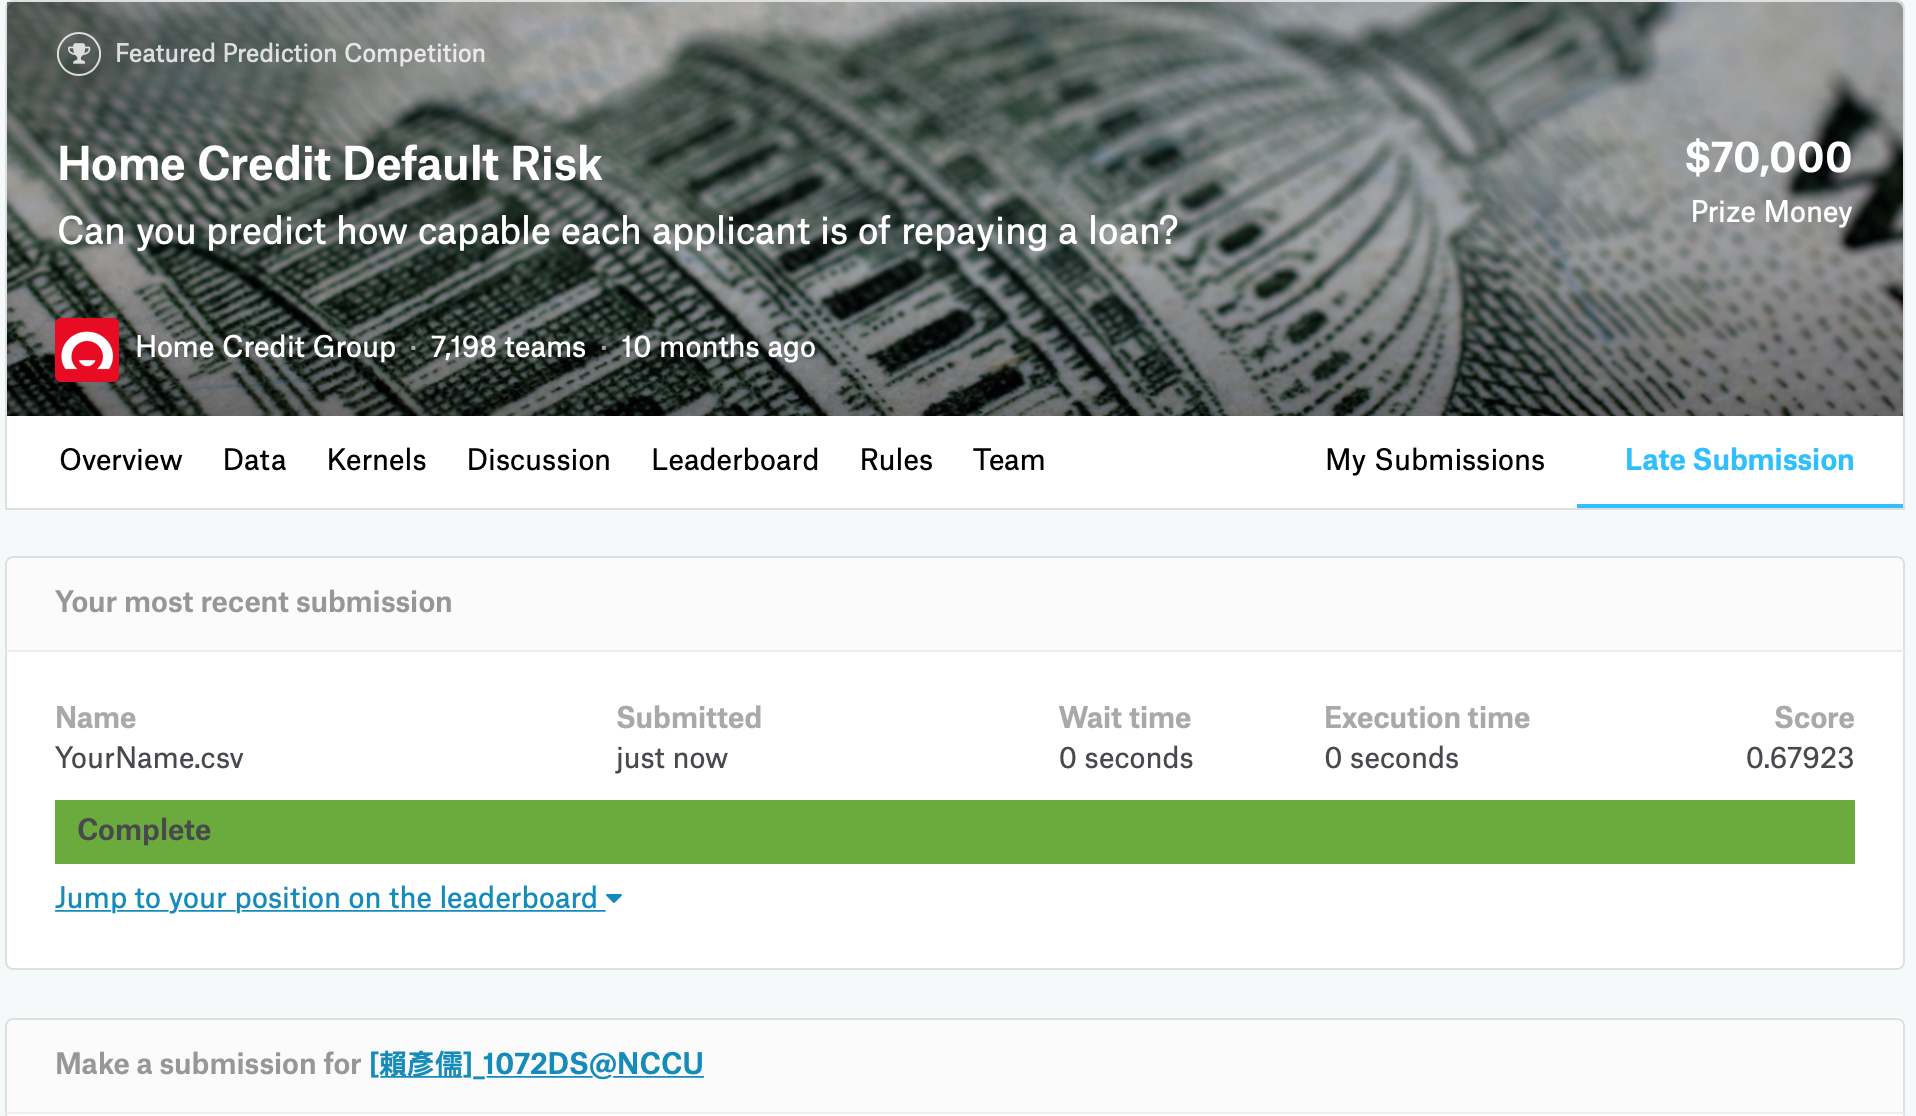 Featured Prediction Competition
Home Credit Default Risk
$70,000
Can you predict how capable each applicant is of repaying a loan?
Prize Money
Home Credit Group · 7,198 teams · 10 months ago
Overview Data Kernels Discussion Leaderboard Rules Team My Submissions Late Submission
Your most recent submission
Name Submitted Wait time Execution time Score
YourName.csv just now 0 seconds 0 seconds 0.67923
Complete
Jump to your position on the leaderboard
Make a submission for [賴彥儒]_1072DS@NCCU